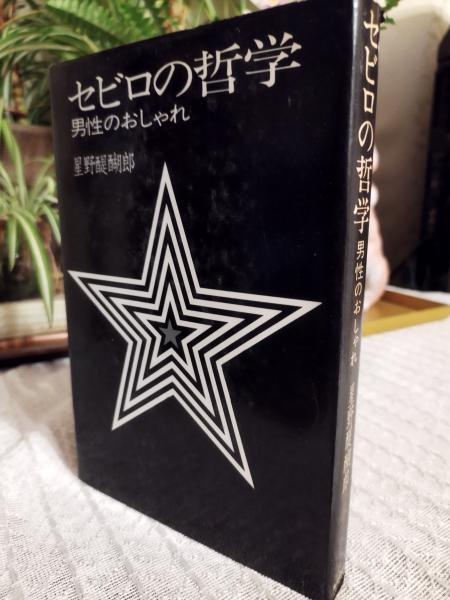 セビロの哲学
男性のおしゃれ
星野醍醐郎
セビロの哲学 男性のおしゃれ 星野醍醐郎